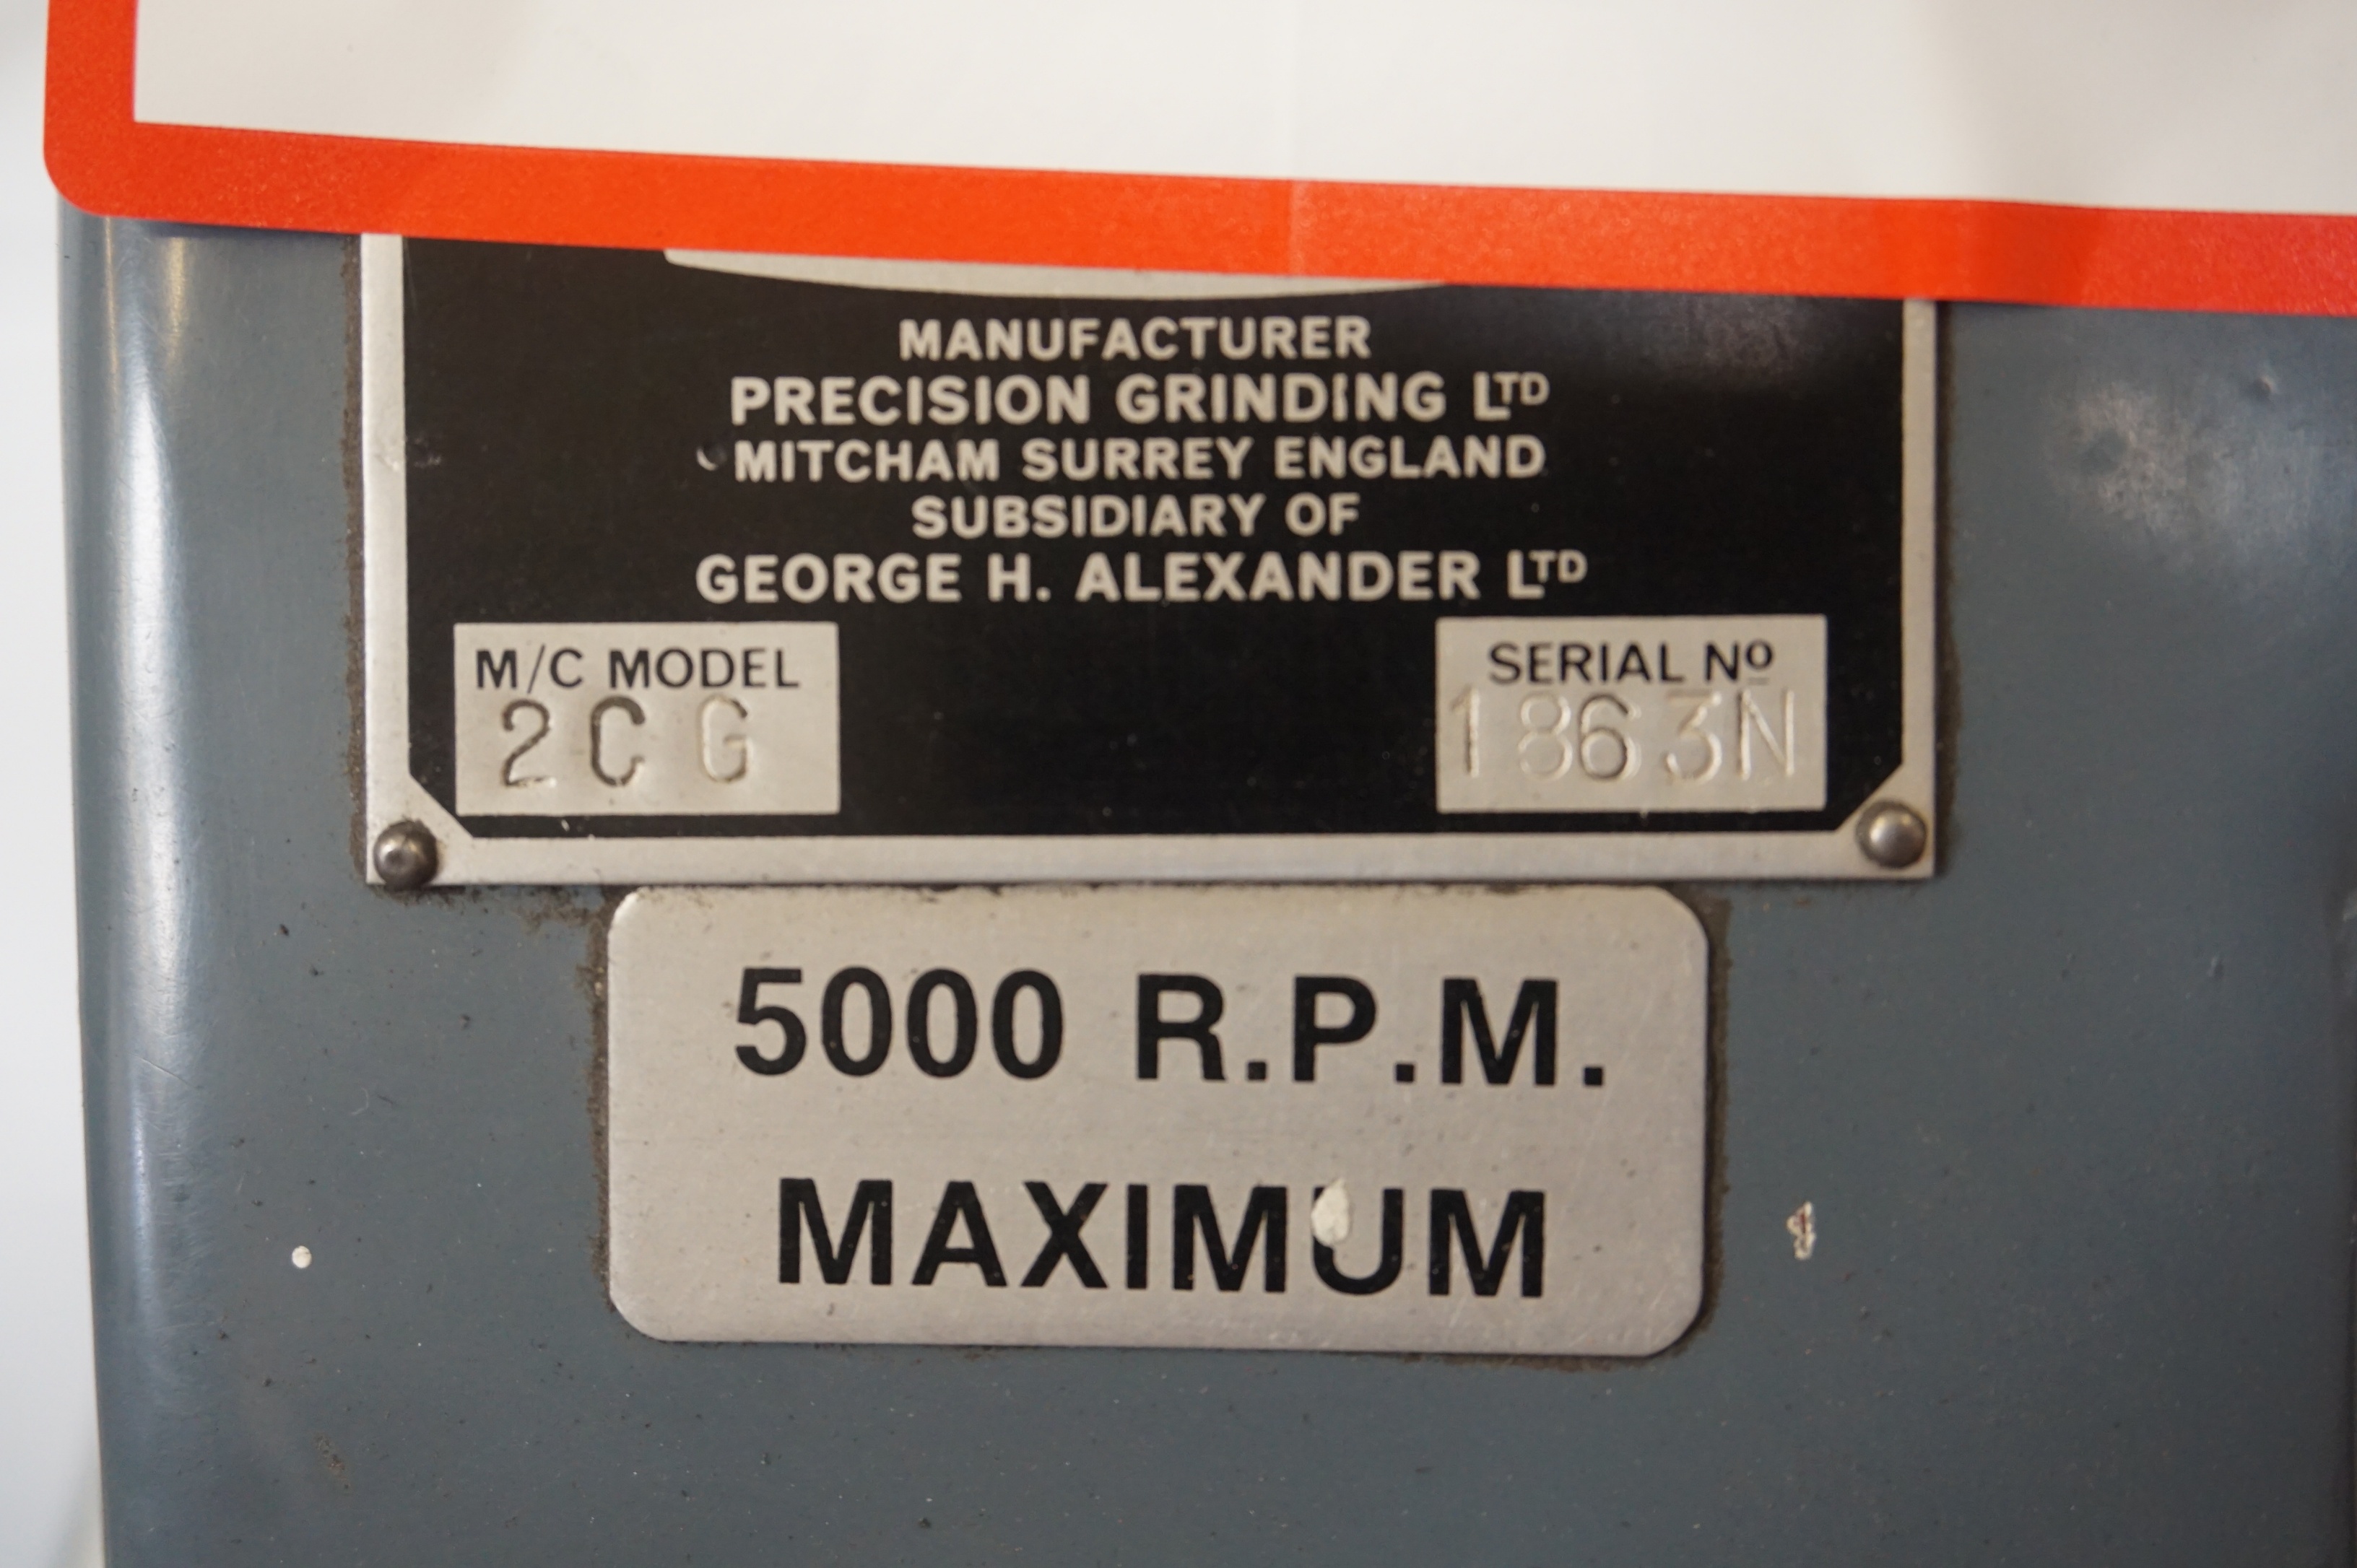 MANUFACTURER
PRECISION GRINDING LTD
MITCHAM SURREY ENGLAND
SUBSIDIARY OF
GEORGE H. ALEXANDER LTD
M/C MODEL
2CG
SERIAL Nº
1863N
5000 R.P.M.
MAXIMUM